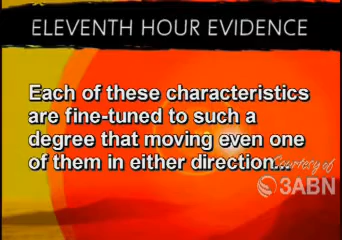 ELEVENTH HOUR EVIDENCE
Each of these characteristics
are fine-tuned to such a
degree that moving even one
of them in either direction...
Courtesy of
3ABN